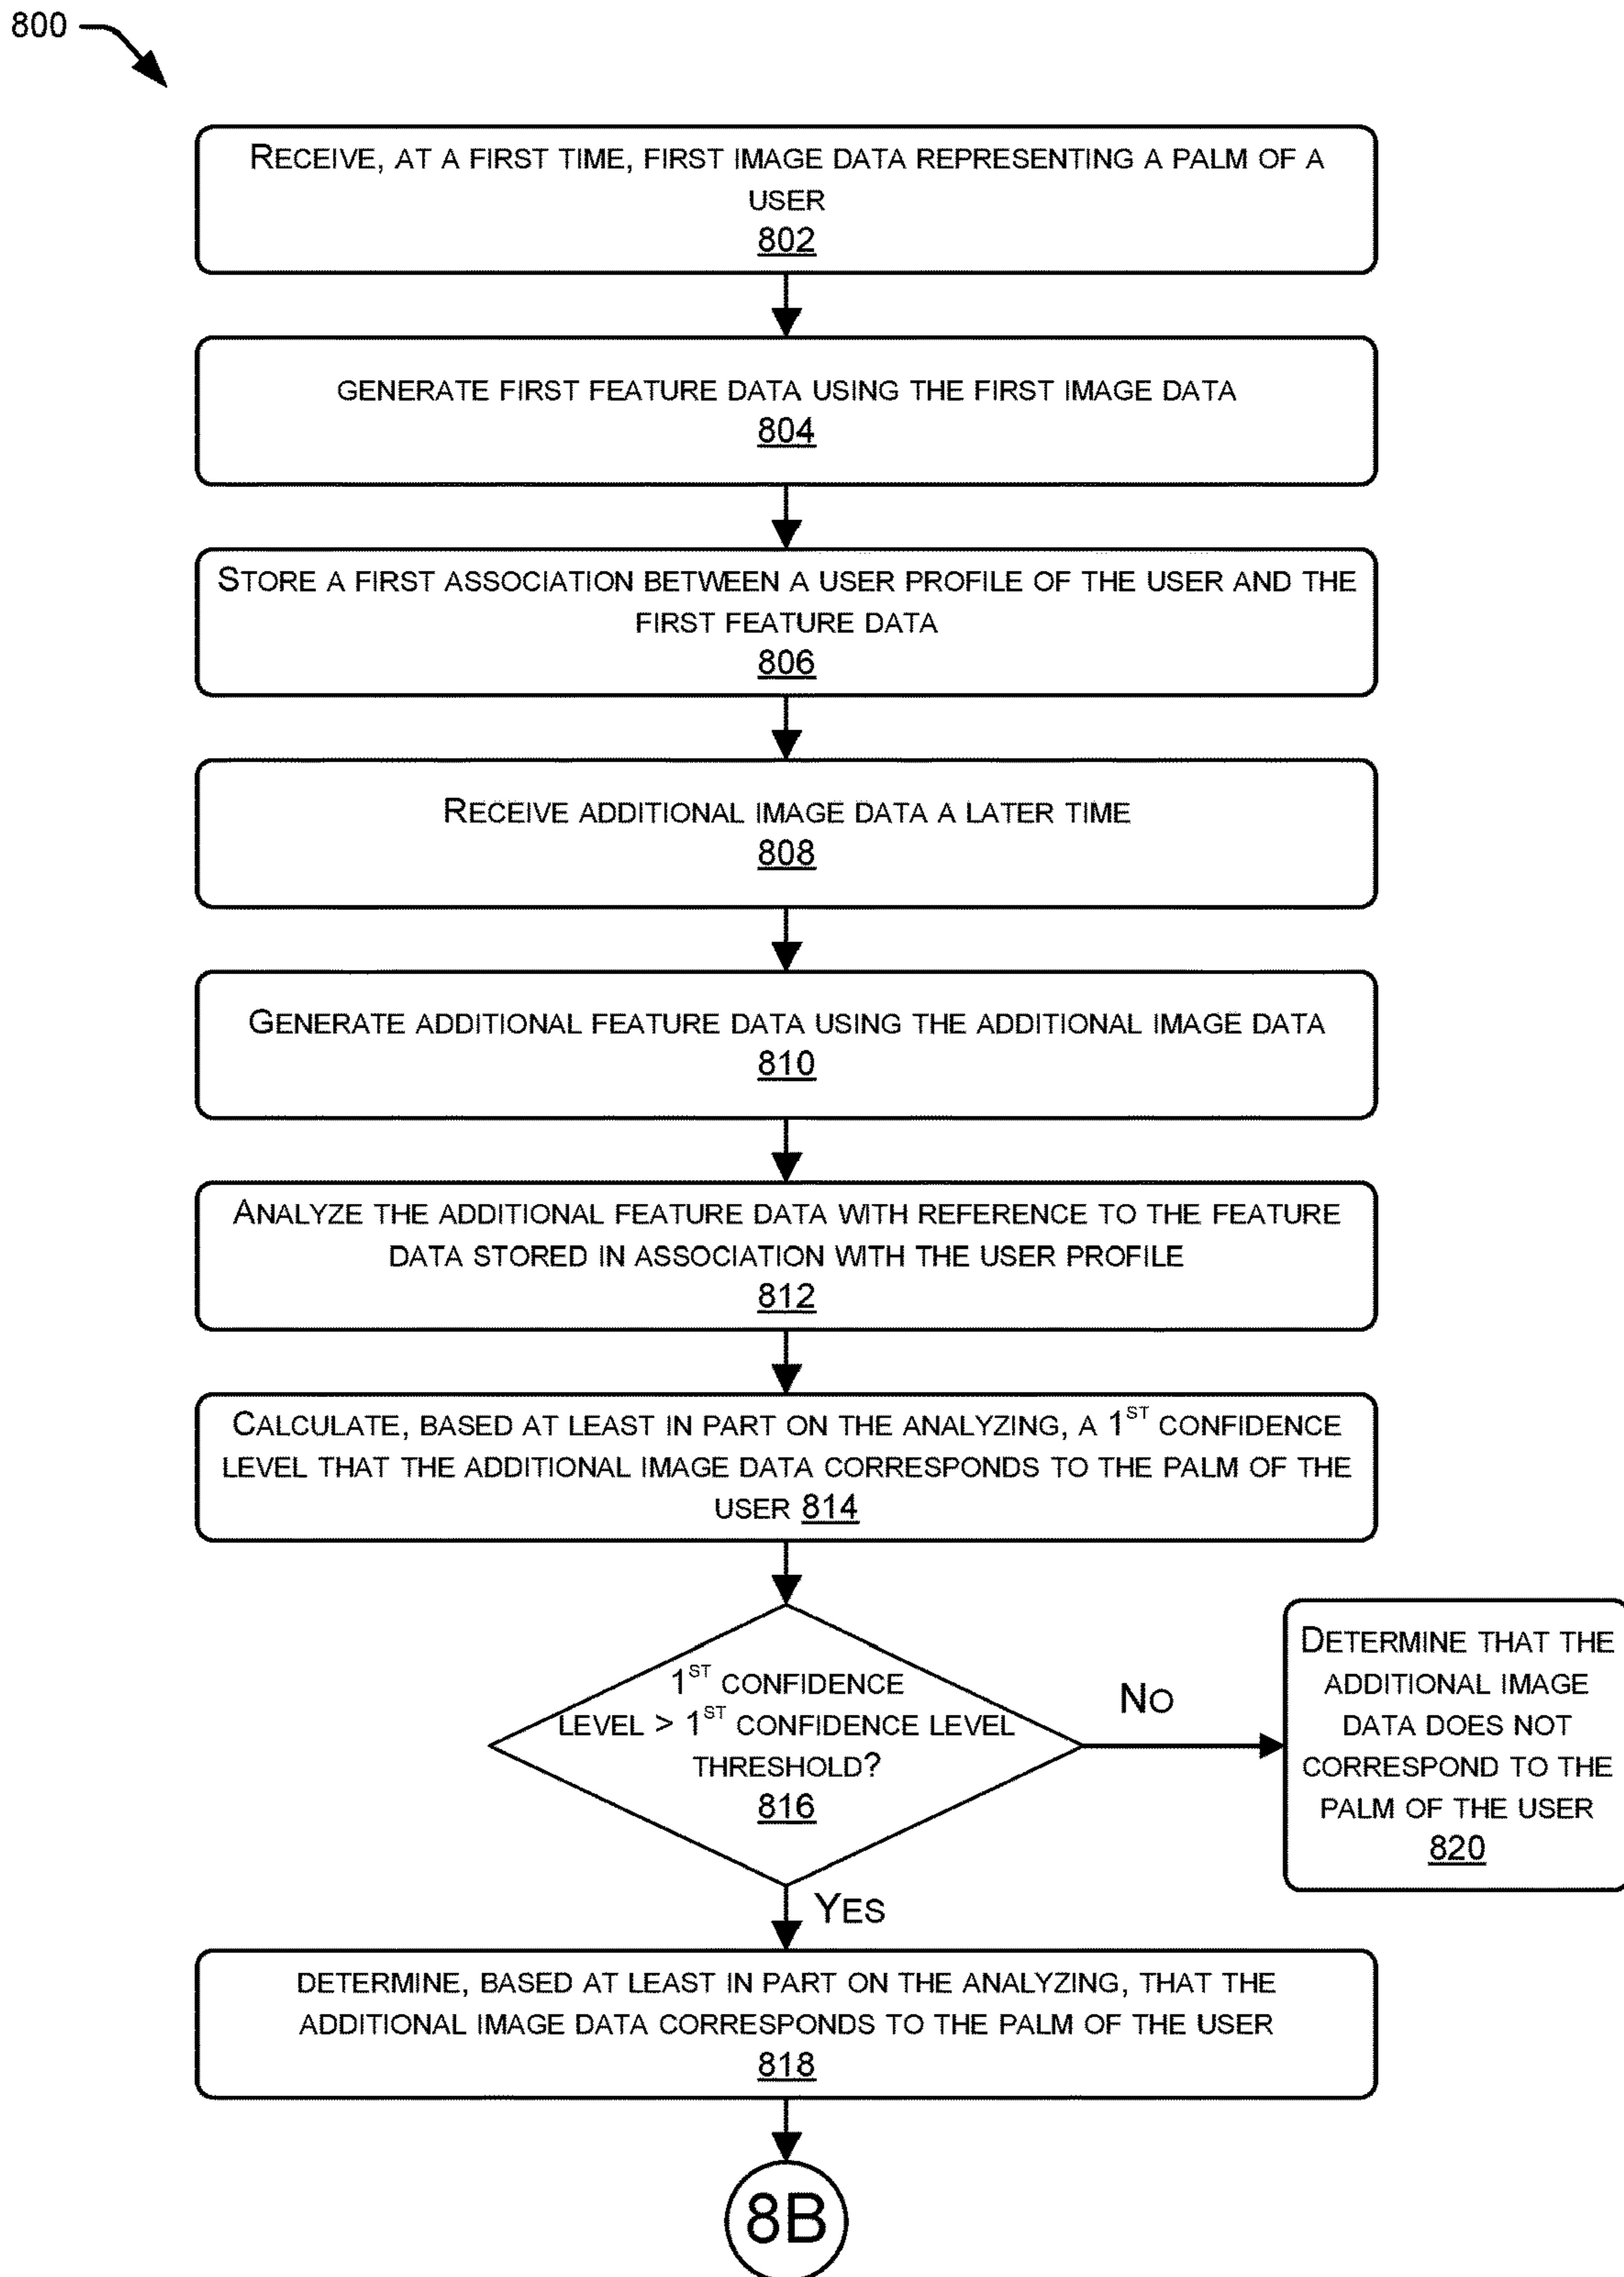 800
RECEIVE, AT A FIRST TIME, FIRST IMAGE DATA REPRESENTING A PALM OF A
USER
802
GENERATE FIRST FEATURE DATA USING THE FIRST IMAGE DATA
804
STORE A FIRST ASSOCIATION BETWEEN A USER PROFILE OF THE USER AND THE
FIRST FEATURE DATA
806
RECEIVE ADDITIONAL IMAGE DATA A LATER TIME
808
GENERATE ADDITIONAL FEATURE DATA USING THE ADDITIONAL IMAGE DATA
810
ANALYZE THE ADDITIONAL FEATURE DATA WITH REFERENCE TO THE FEATURE
DATA STORED IN ASSOCIATION WITH THE USER PROFILE
812
CALCULATE, BASED AT LEAST IN PART ON THE ANALYZING, A 1ST CONFIDENCE
LEVEL THAT THE ADDITIONAL IMAGE DATA CORRESPONDS TO THE PALM OF THE
USER 814
1ST CONFIDENCE
LEVEL > 1ST CONFIDENCE LEVEL
THRESHOLD?
816
NO
DETERMINE THAT THE
ADDITIONAL IMAGE
DATA DOES NOT
CORRESPOND TO THE
PALM OF THE USER
820
YES
DETERMINE, BASED AT LEAST IN PART ON THE ANALYZING, THAT THE
ADDITIONAL IMAGE DATA CORRESPONDS TO THE PALM OF THE USER
818
8B